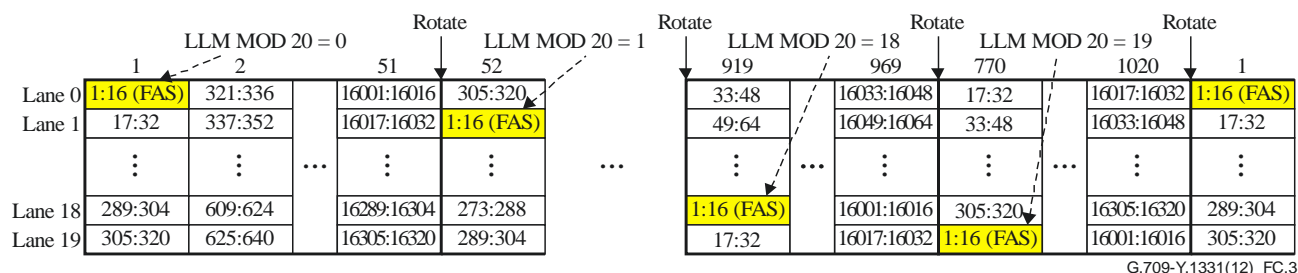 Rotate Rotate Rotate Rotate
LLM MOD 20 = 0 LLM MOD 20 = 1 LLM MOD 20 = 18 LLM MOD 20 = 19
1 2 51 52 919 969 770 1020 1
Lane 0 1:16 (FAS) 321:336 16001:16016 305:320 33:48 16033:16048 17:32 16017:16032 1:16 (FAS)
Lane 1 17:32 337:352 16017:16032 1:16 (FAS) 49:64 16049:16064 33:48 16033:16048 17:32
⋮ ⋮ … ⋮ ⋮ … ⋮ … ⋮ ⋮ … ⋮ ⋮
Lane 18 289:304 609:624 16289:16304 273:288 1:16 (FAS) 16001:16016 305:320 16305:16320 289:304
Lane 19 305:320 625:640 16305:16320 289:304 17:32 16017:16032 1:16 (FAS) 16001:16016 305:320
G.709-Y.1331(12)_FC.3